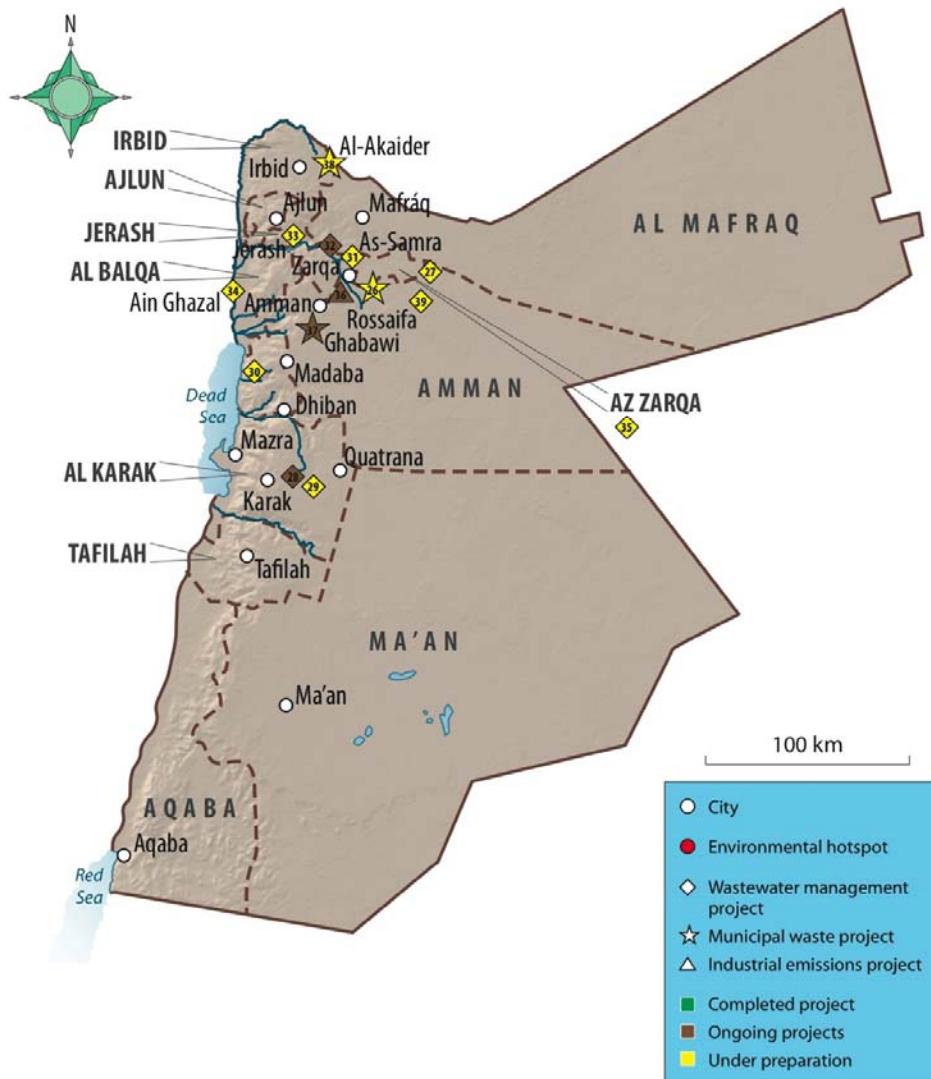 N
IRBID
Al-Akaider
Irbid
38
AJLUN
Ajlun
Mafráq
AL MAFRAQ
JERASH
33
Jerash
32
As-Samra
31
AL BALQA
Zarqa
27
Ain Ghazal
34
Amman
36
26
39
Rossaifa
37
Ghabawi
30
Madaba
AMMAN
AZ ZARQA
Dead
Sea
Dhiban
35
Mazra
AL KARAK
Quatrana
28
29
Karak
TAFILAH
Tafilah
MA'AN
Ma'an
100 km
AQABA
Aqaba
Red
Sea
City
Environmental hotspot
Wastewater management
project
Municipal waste project
Industrial emissions project
Completed project
Ongoing projects
Under preparation